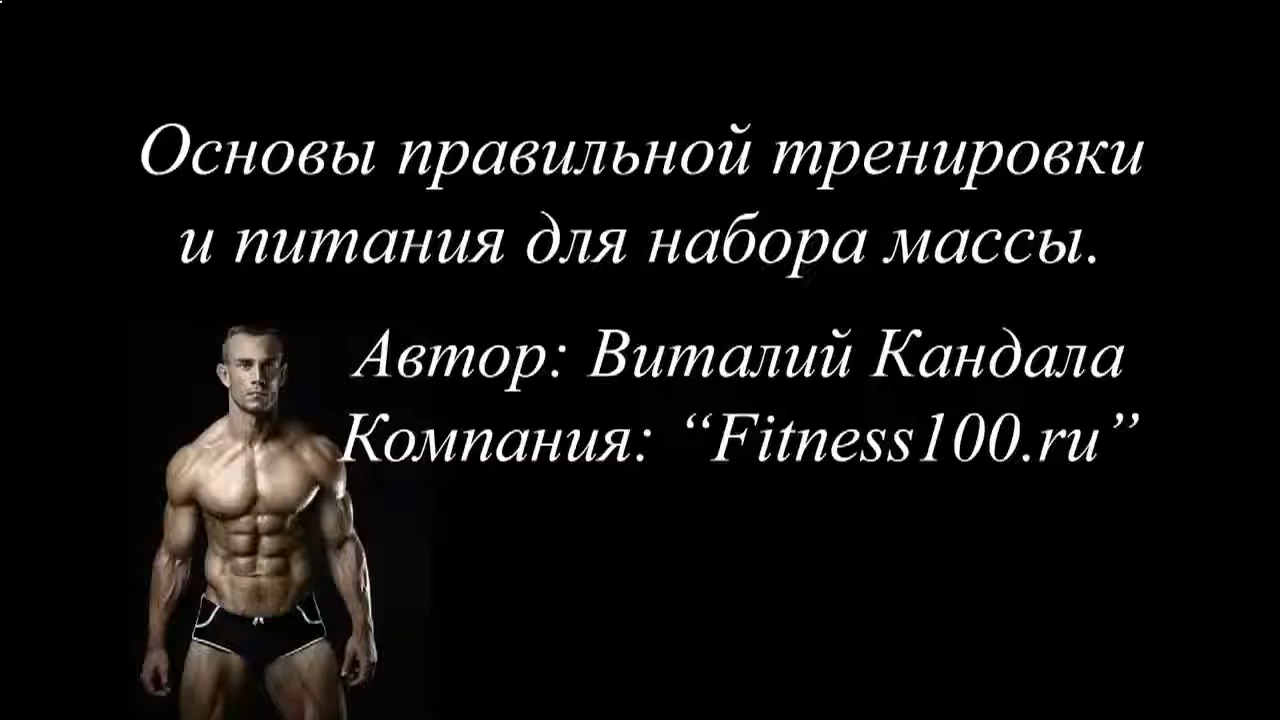 Основы правильной тренировки
и питания для набора массы.
Автор: Виталий Кандала
Компания: “Fitness100.ru”